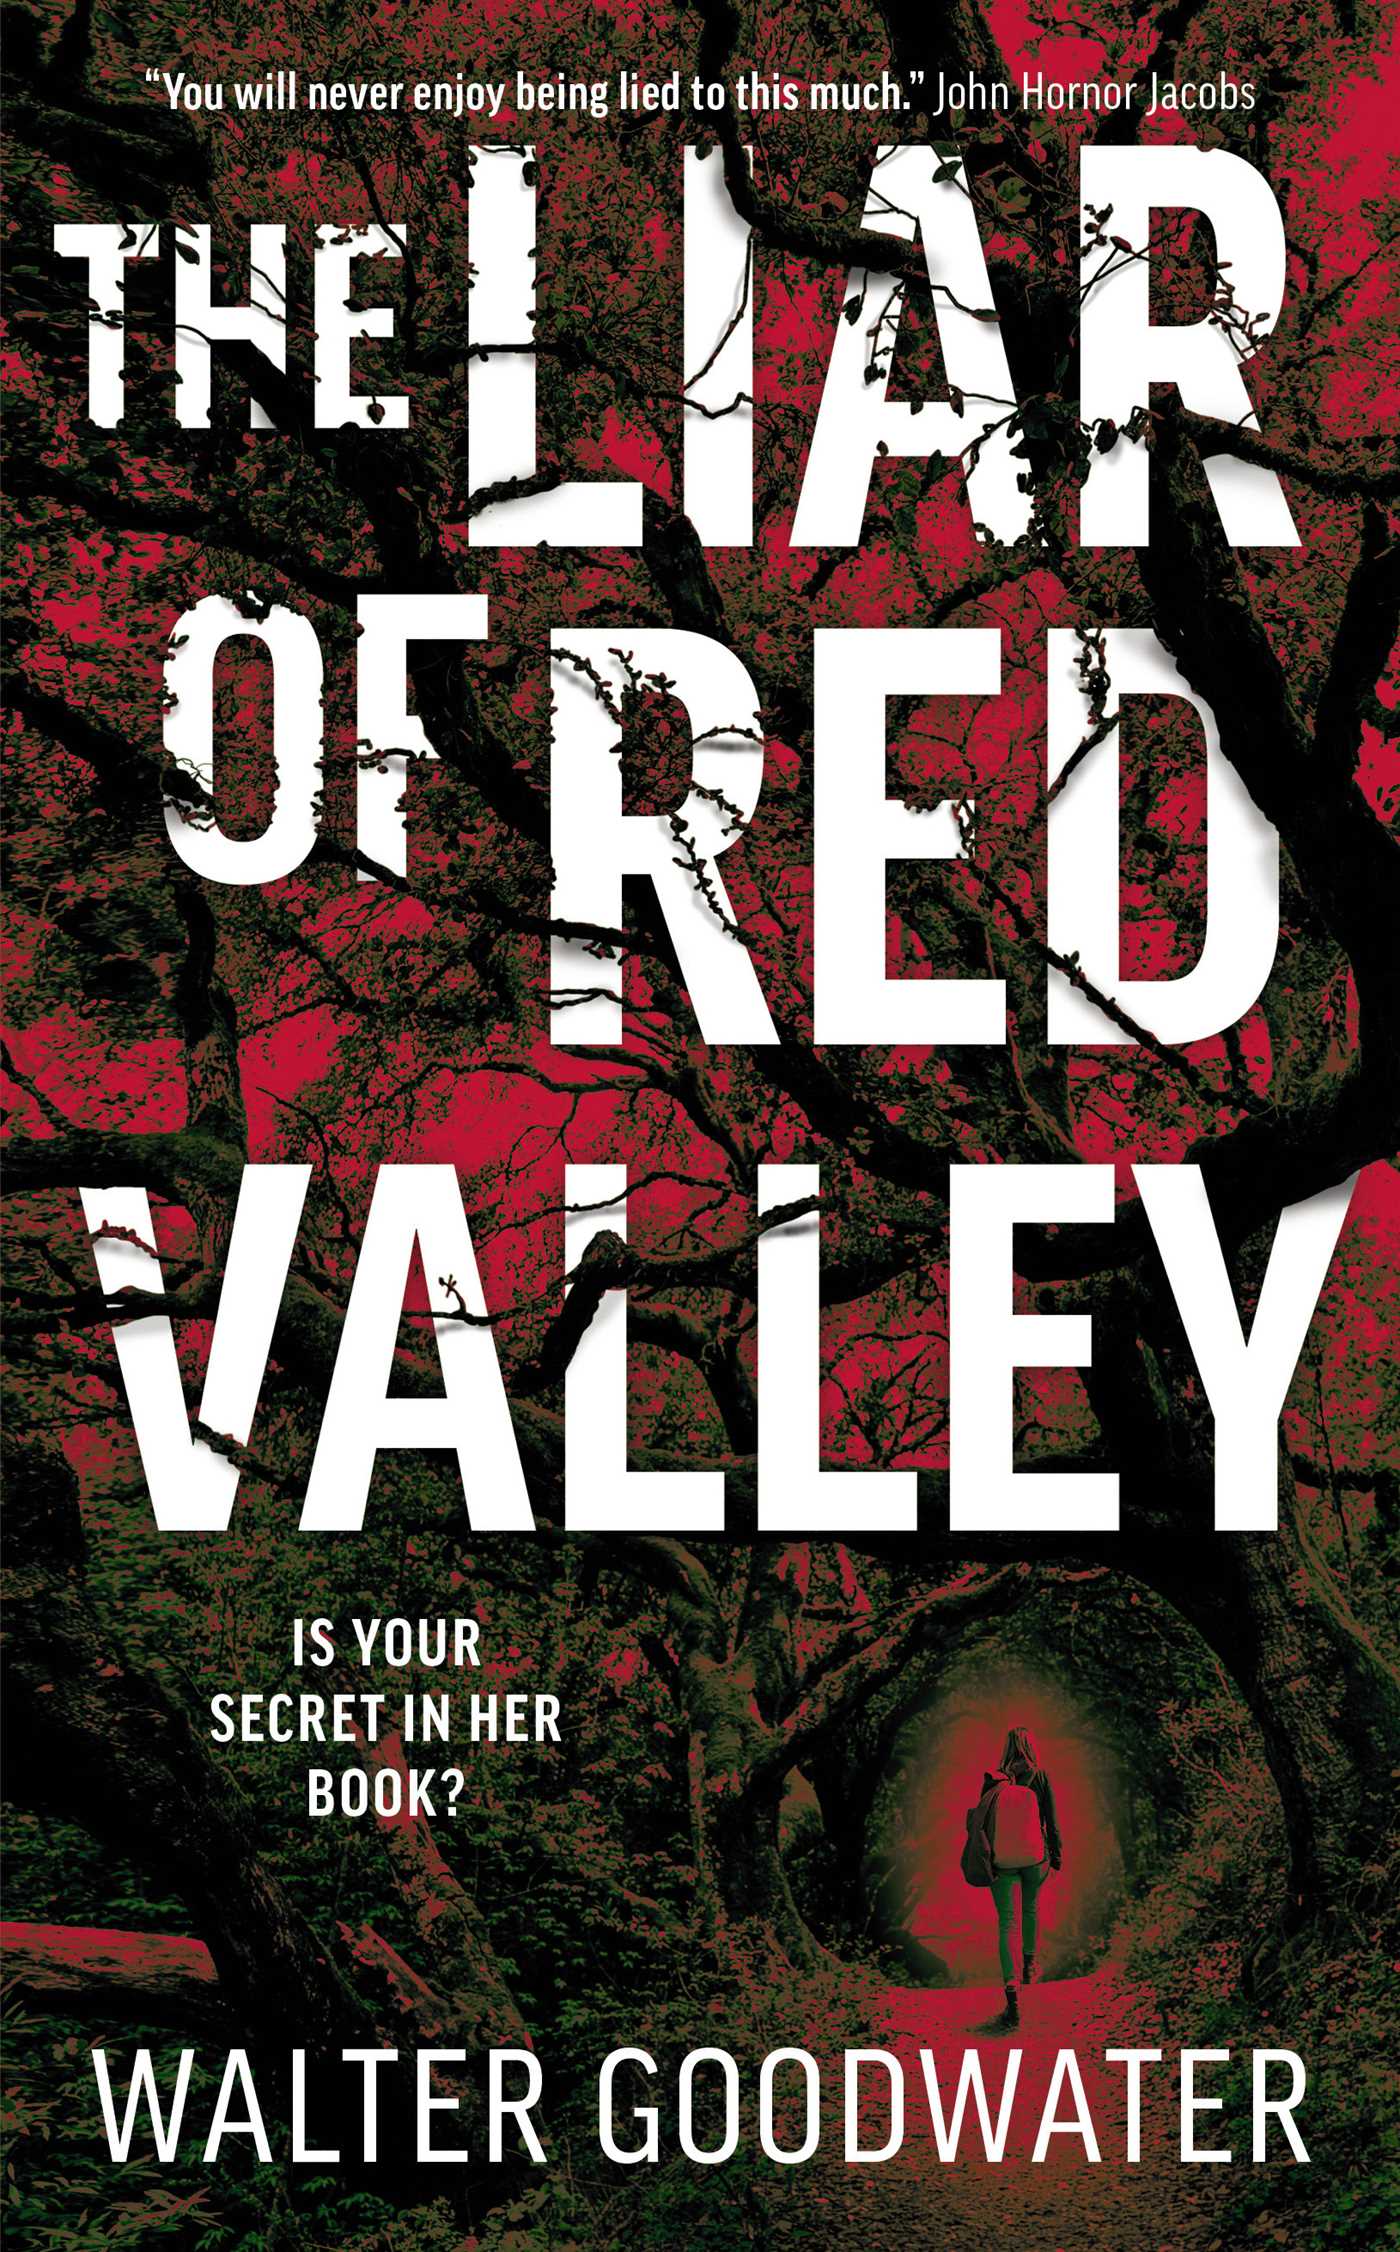 “You will never enjoy being lied to this much.” John Hornor Jacobs
THE LIAR
OF RED
VALLEY
IS YOUR
SECRET IN HER
BOOK?
WALTER GOODWATER